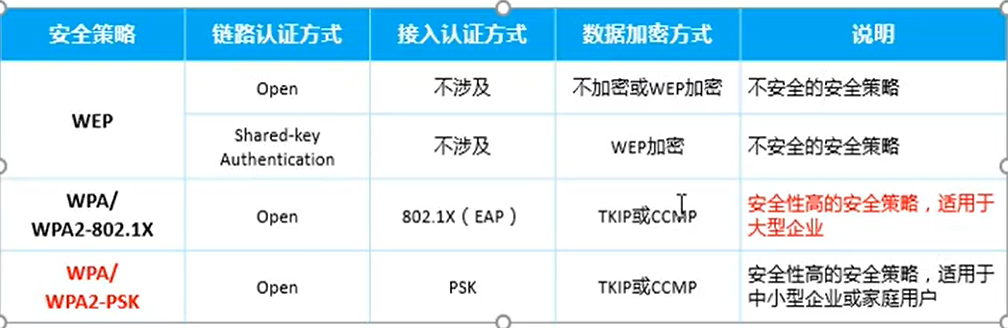 安全策略 链路认证方式 接入认证方式 数据加密方式 说明
WEP
Open 不涉及 不加密或WEP加密 不安全的安全策略
Shared-key
Authentication
不涉及 WEP加密 不安全的安全策略
WPA/
WPA2-802.1X
Open 802.1X（EAP） TKIP或CCMP
安全性高的安全策略，适用于
大型企业
WPA/
WPA2-PSK
Open PSK TKIP或CCMP
安全性高的安全策略，适用于
中小型企业或家庭用户